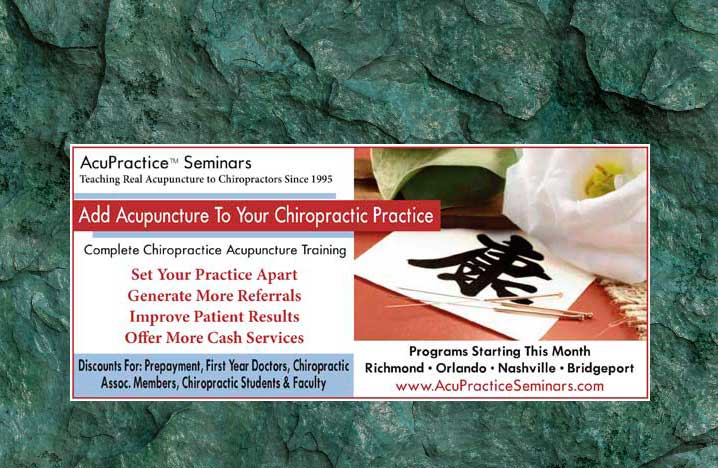 AcuPractice™ Seminars
Teaching Real Acupuncture to Chiropractors Since 1995
Add Acupuncture To Your Chiropractic Practice
Complete Chiropractice Acupuncture Training
Set Your Practice Apart
Generate More Referrals
Improve Patient Results
Offer More Cash Services
Discounts For: Prepayment, First Year Doctors, Chiropractic
Assoc. Members, Chiropractic Students & Faculty
Programs Starting This Month
Richmond • Orlando • Nashville • Bridgeport
www.AcuPracticeSeminars.com